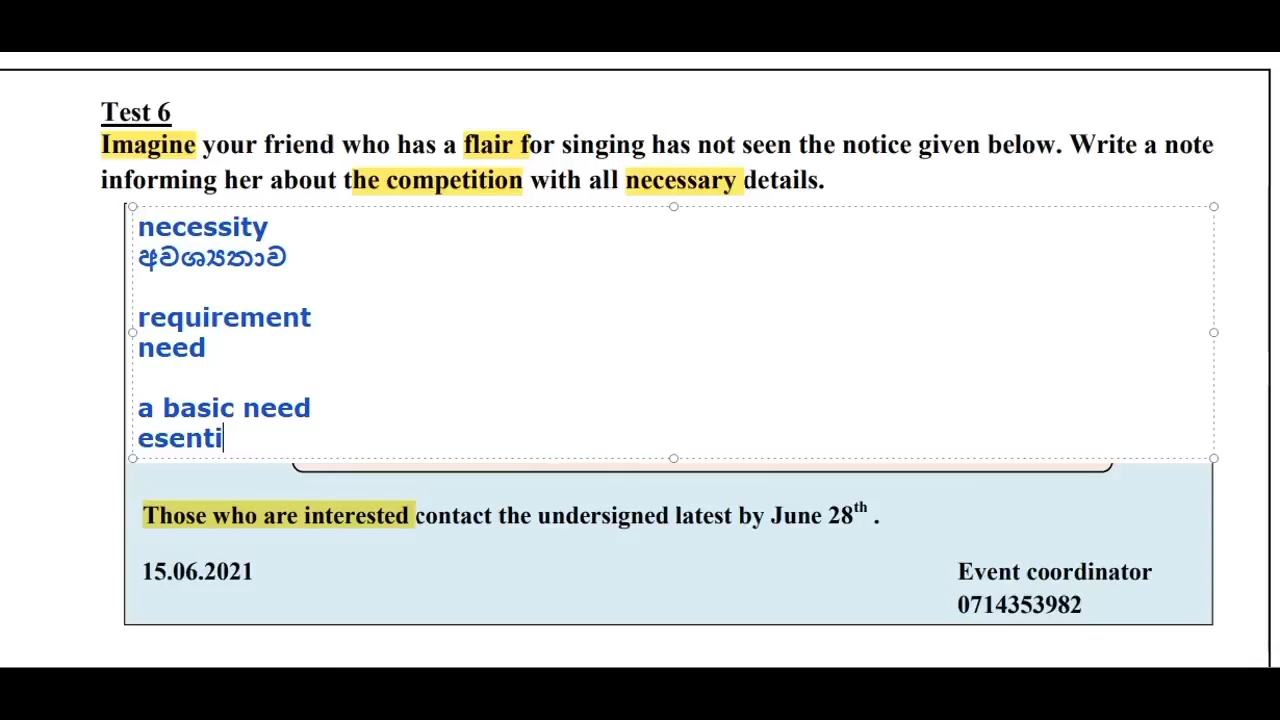 Test 6
Imagine your friend who has a flair for singing has not seen the notice given below. Write a note
informing her about the competition with all necessary details.
necessity
අවශ්‍යතාව
requirement
need
a basic need
esenti
Those who are interested contact the undersigned latest by June 28th .
15.06.2021
Event coordinator
0714353982